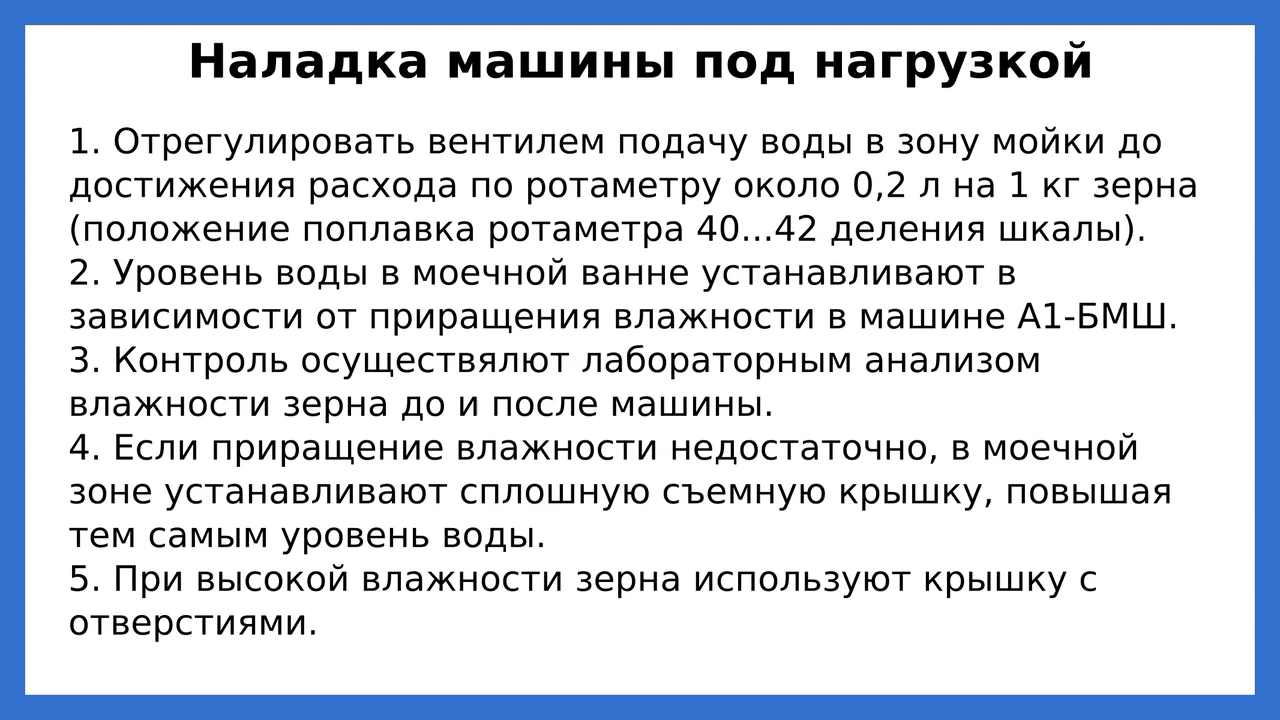 Наладка машины под нагрузкой
1. Отрегулировать вентилем подачу воды в зону мойки до
достижения расхода по ротаметру около 0,2 л на 1 кг зерна
(положение поплавка ротаметра 40...42 деления шкалы).
2. Уровень воды в моечной ванне устанавливают в
зависимости от приращения влажности в машине А1-БМШ.
3. Контроль осуществялют лабораторным анализом
влажности зерна до и после машины.
4. Если приращение влажности недостаточно, в моечной
зоне устанавливают сплошную съемную крышку, повышая
тем самым уровень воды.
5. При высокой влажности зерна используют крышку с
отверстиями.